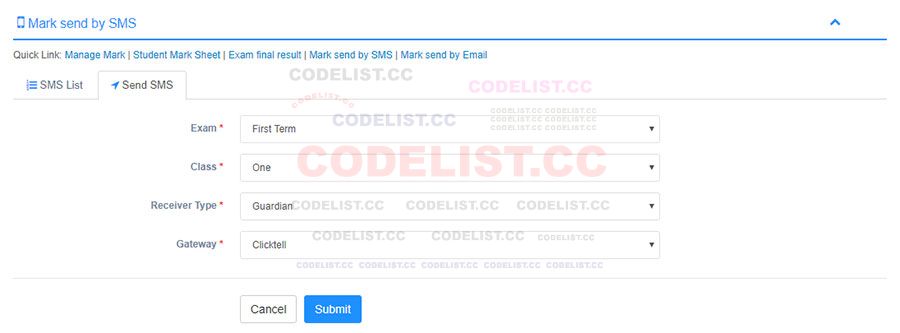 Mark send by SMS
Quick Link: Manage Mark | Student Mark Sheet | Exam final result | Mark send by SMS | Mark send by Email
CODELIST.CC
CODELIST.CC
SMS List
Send SMS
CODELIST.CC
CODELIST.CC
CODELIST.CC CODELIST.CC
CODELIST.CC CODELIST.CC
CODELIST.CC CODELIST.CC
Exam * First Term
CODELIST.CC
Class * One
Receiver Type * Guardian
CODELIST.CC CODELIST.CC CODELIST.CC
CODELIST.CC CODELIST.CC CODELIST.CC
Gateway * Clicktell
CODELIST.CC CODELIST.CC CODELIST.CC CODELIST.CC CODELIST.CC
Cancel
Submit